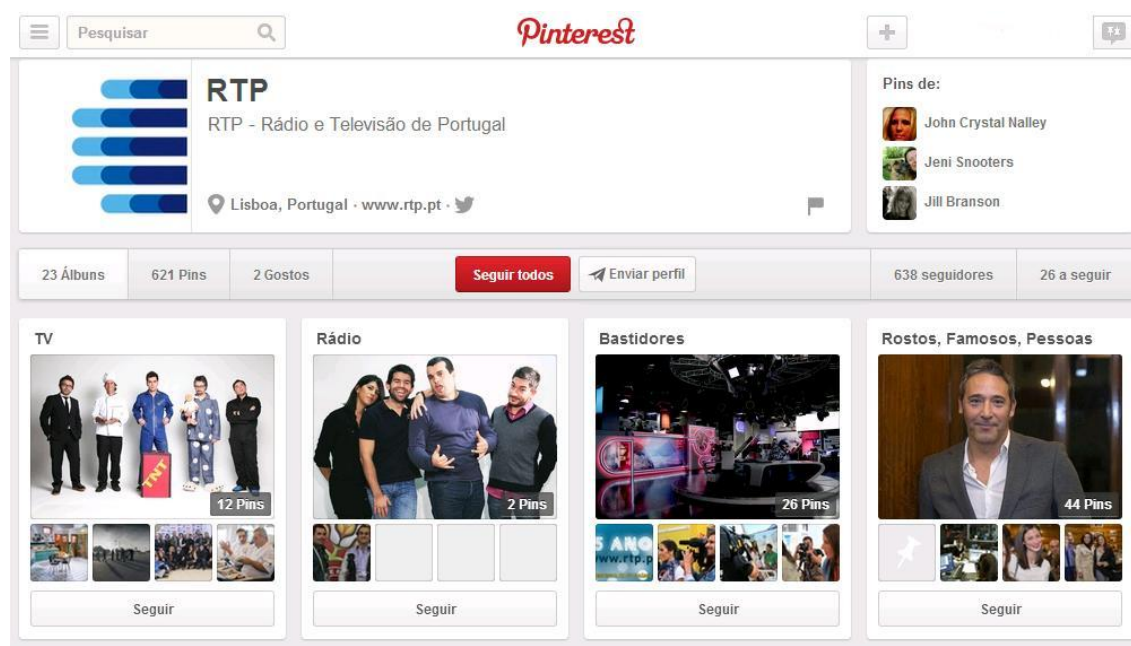 Pesquisar
Pinterest
RTP
RTP - Rádio e Televisão de Portugal
Lisboa, Portugal · www.rtp.pt ·
Pins de:
John Crystal Nalley
Jeni Snooters
Jill Branson
23 Álbuns
621 Pins
2 Gostos
Seguir todos
Enviar perfil
638 seguidores
26 a seguir
TV
TNT
12 Pins
Seguir
Rádio
2 Pins
Seguir
Bastidores
26 Pins
5 ANO
www.rtp.p
Seguir
Rostos, Famosos, Pessoas
44 Pins
Seguir